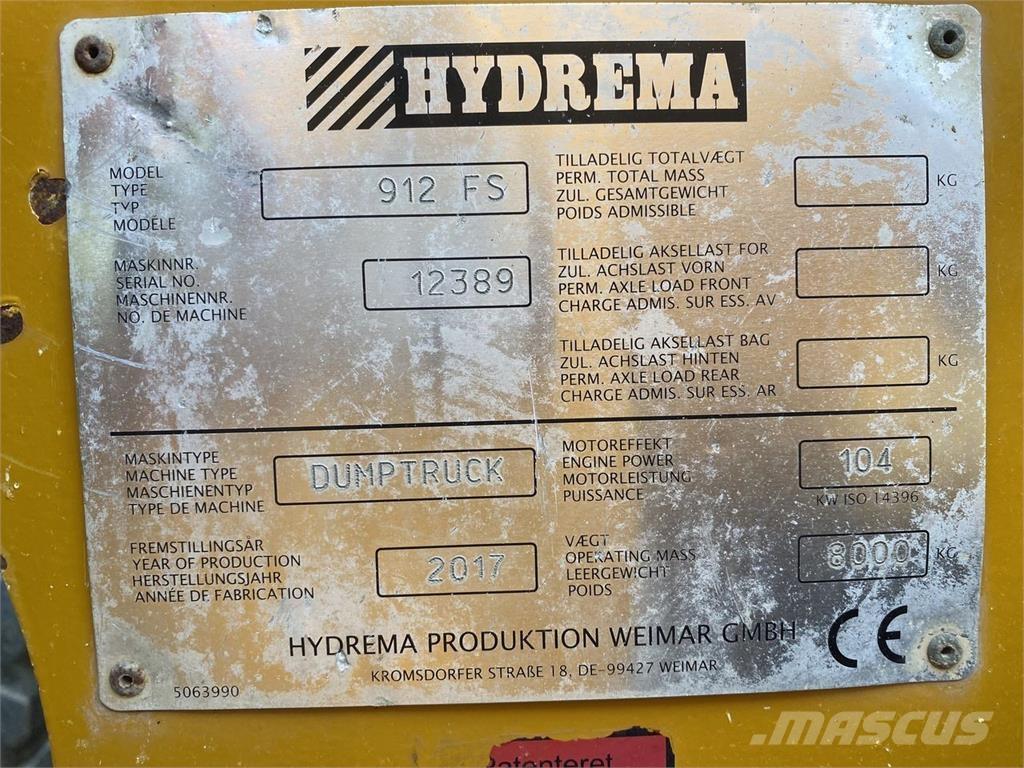 HYDREMA
MODEL
TYPE
TYP
MODÉLE
912 FS
MASKINNR.
SERIAL NO.
MASCHINENNR.
NO. DE MACHINE
12389
TILLADELIG TOTALVÆGT
PERM. TOTAL MASS
ZUL. GESAMTGEWICHT
POIDS ADMISSIBLE
KG
TILLADELIG AKSELLAST FOR
ZUL. ACHSLAST VORN
PERM. AXLE LOAD FRONT
CHARGE ADMIS. SUR ESS. AV
KG
TILLADELIG AKSELLAST BAG
ZUL. ACHSLAST HINTEN
PERM. AXLE LOAD REAR
CHARGE ADMIS. SUR ESS. AR
KG
MASKINTYPE
MACHINE TYPE
MASCHIENENTYP
TYPE DE MACHINE
DUMPTRUCK
FREMSTILLINGSÅR
YEAR OF PRODUCTION
HERSTELLUNGSJAHR
ANNÉE DE FABRICATION
2017
MOTOREFFEKT
ENGINE POWER
MOTORLEISTUNG
PUISSANCE
104
KW ISO 14396
VÆGT
OPERATING MASS
LEERGEWICHT
POIDS
8000
KG
HYDREMA PRODUKTION WEIMAR GMBH
KROMSDORFER STRAßE 18, DE-99427 WEIMAR
CE
5063990
Patenteret
MASCUS